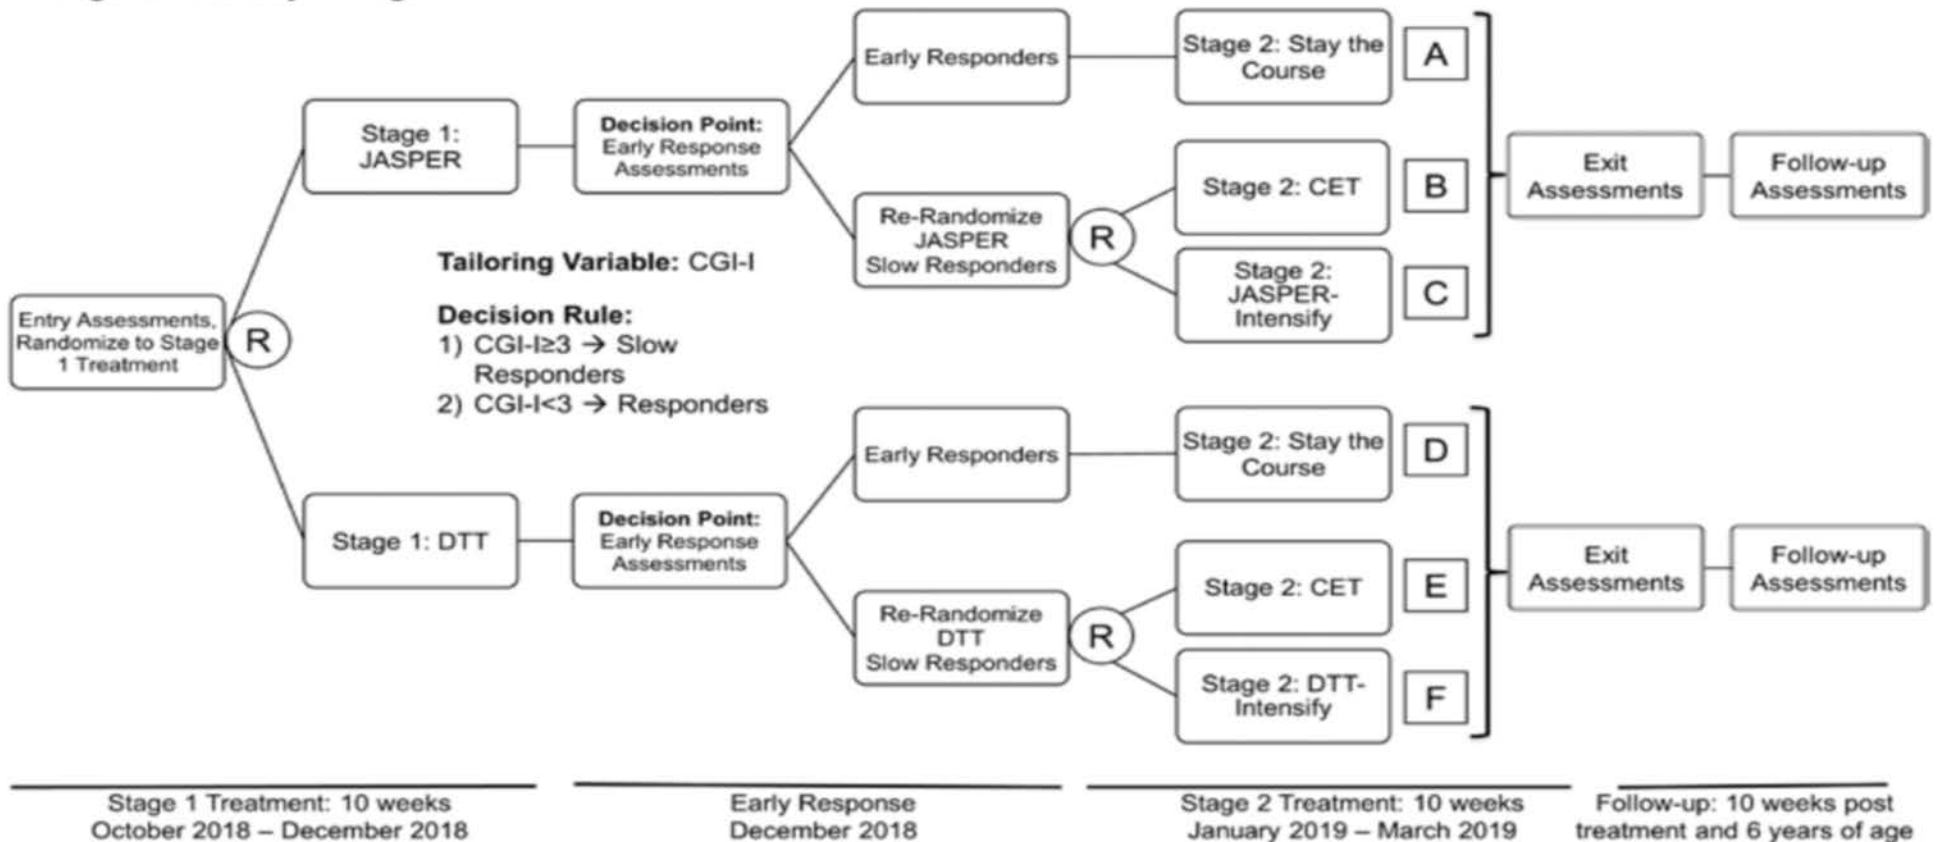 Entry Assessments,
Randomize to Stage
1 Treatment
R
Stage 1:
JASPER
Decision Point:
Early Response
Assessments
Early Responders
Stage 2: Stay the
Course
A
Re-Randomize
JASPER
Slow Responders
R
Stage 2: CET
B
Stage 2:
JASPER-
Intensify
C
Exit
Assessments
Follow-up
Assessments
Tailoring Variable: CGI-I
Decision Rule:
1) CGI-I≥3 → Slow
Responders
2) CGI-I<3 → Responders
Stage 1: DTT
Decision Point:
Early Response
Assessments
Early Responders
Stage 2: Stay the
Course
D
Re-Randomize
DTT
Slow Responders
R
Stage 2: CET
E
Stage 2: DTT-
Intensify
F
Exit
Assessments
Follow-up
Assessments
Stage 1 Treatment: 10 weeks
October 2018 – December 2018
Early Response
December 2018
Stage 2 Treatment: 10 weeks
January 2019 – March 2019
Follow-up: 10 weeks post
treatment and 6 years of age